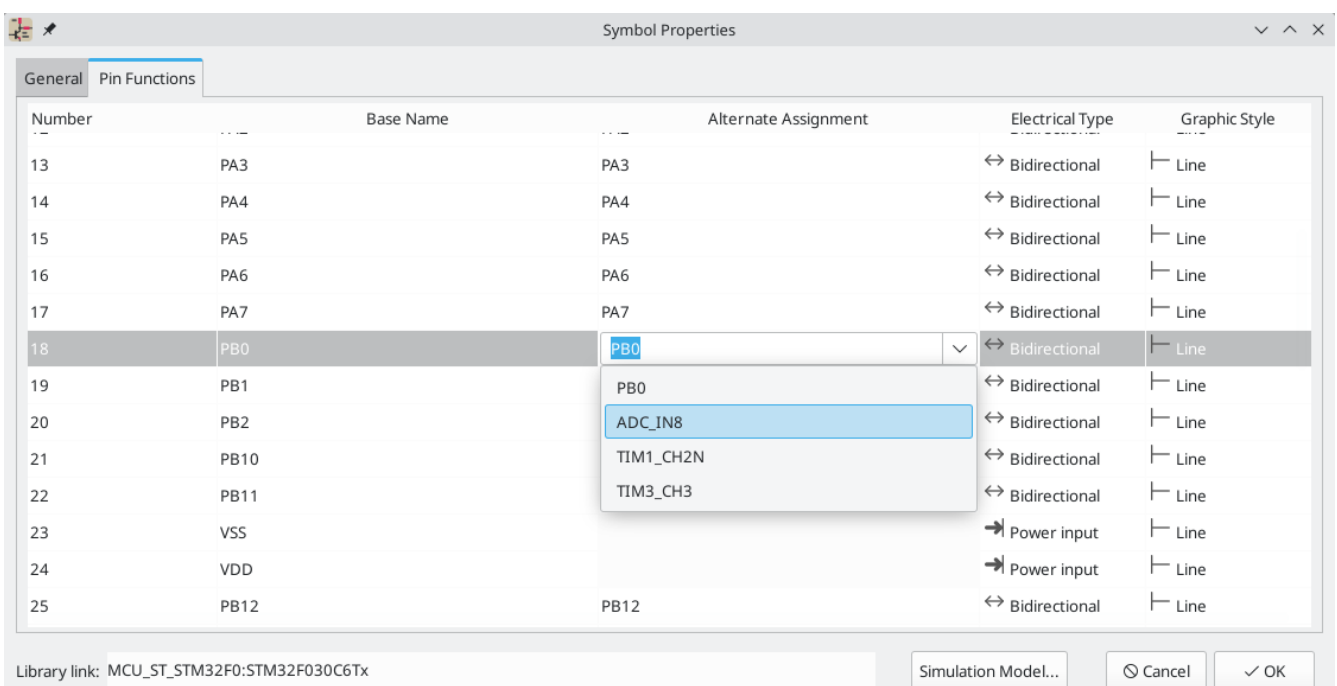 Symbol Properties
General Pin Functions
Number Base Name Alternate Assignment Electrical Type Graphic Style
13 PA3 PA3 Bidirectional Line
14 PA4 PA4 Bidirectional Line
15 PA5 PA5 Bidirectional Line
16 PA6 PA6 Bidirectional Line
17 PA7 PA7 Bidirectional Line
18 PB0 PB0 Bidirectional Line
19 PB1 PB0 Bidirectional Line
20 PB2 ADC_IN8 Bidirectional Line
21 PB10 TIM1_CH2N Bidirectional Line
22 PB11 TIM3_CH3 Bidirectional Line
23 VSS Power input Line
24 VDD Power input Line
25 PB12 PB12 Bidirectional Line
Library link: MCU_ST_STM32F0:STM32F030C6Tx Simulation Model... Cancel OK